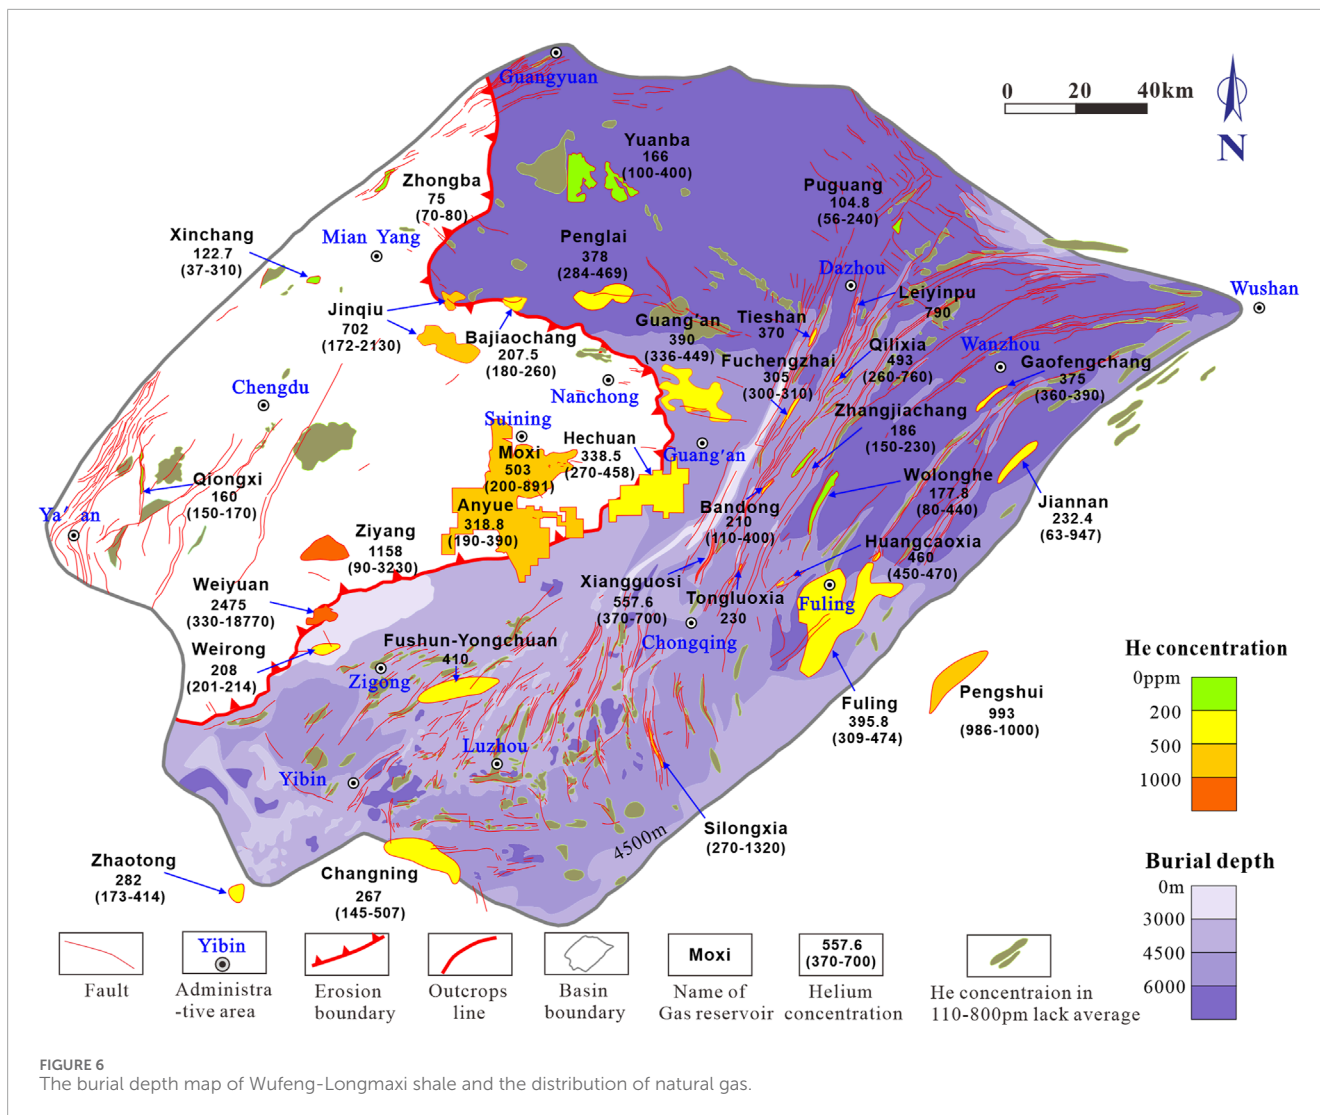 Guangyuan
0 20 40km
N
Yuanba
166
(100-400)
Zhongba
75
(70-80)
Puguang
104.8
(56-240)
Xinchang
122.7
(37-310)
Mian Yang
Penglai
378
(284-469)
Dazhou
Leiyinpu
790
Wushan
Jinqiu
702
(172-2130)
Bajiaochang
207.5
(180-260)
Guang'an
390
(336-449)
Tieshan
370
Qilixia
493
(260-760)
Wanzhou
Fuchengzhai
305
(300-310)
Gaofengchang
375
(360-390)
Chengdu
Nanchong
Suining
Zhangjiachang
186
(150-230)
Moxi
503
(200-891)
Hechuan
338.5
(270-458)
Guang'an
Qiongxi
160
(150-170)
Wolonghe
177.8
(80-440)
Jiannan
232.4
(63-947)
Anyue
318.8
(190-390)
Bandong
210
(110-400)
Ya' an
Ziyang
1158
(90-3230)
Huangcaoxia
460
(450-470)
Weiyuan
2475
(330-18770)
Xiangguosi
557.6
(370-700)
Tongluoxia
230
Fuling
Chongqing
Weirong
208
(201-214)
Fushun-Yongchuan
410
Zigong
Fuling
395.8
(309-474)
Pengshui
993
(986-1000)
He concentration
0ppm
200
500
1000
Luzhou
Yibin
Silongxia
(270-1320)
4500m
Zhaotong
282
(173-414)
Changning
267
(145-507)
Burial depth
0m
3000
4500
6000
Yibin
Moxi
557.6
(370-700)
Fault
Administra
-tive area
Erosion
boundary
Outcrops
line
Basin
boundary
Name of
Gas reservoir
Helium
concentration
He concentraion in
110-800pm lack average
FIGURE 6
The burial depth map of Wufeng-Longmaxi shale and the distribution of natural gas.